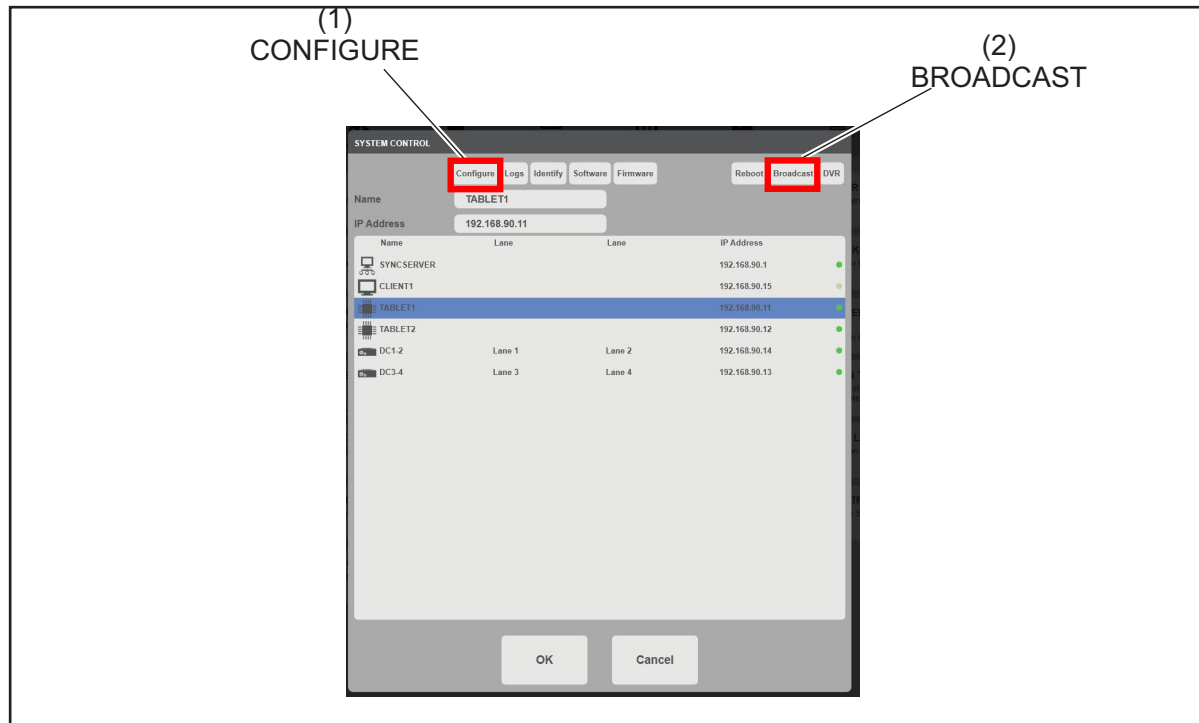 (1)
CONFIGURE
(2)
BROADCAST
SYSTEM CONTROL
Configure Logs Identify Software Firmware Reboot Broadcast DVR
Name TABLET1
IP Address 192.168.90.11
Name Lane Lane IP Address
SYNCSERVER 192.168.90.1
CLIENT1 192.168.90.15
TABLET1 192.168.90.11
TABLET2 192.168.90.12
DC1-2 Lane 1 Lane 2 192.168.90.14
DC3-4 Lane 3 Lane 4 192.168.90.13
OK Cancel